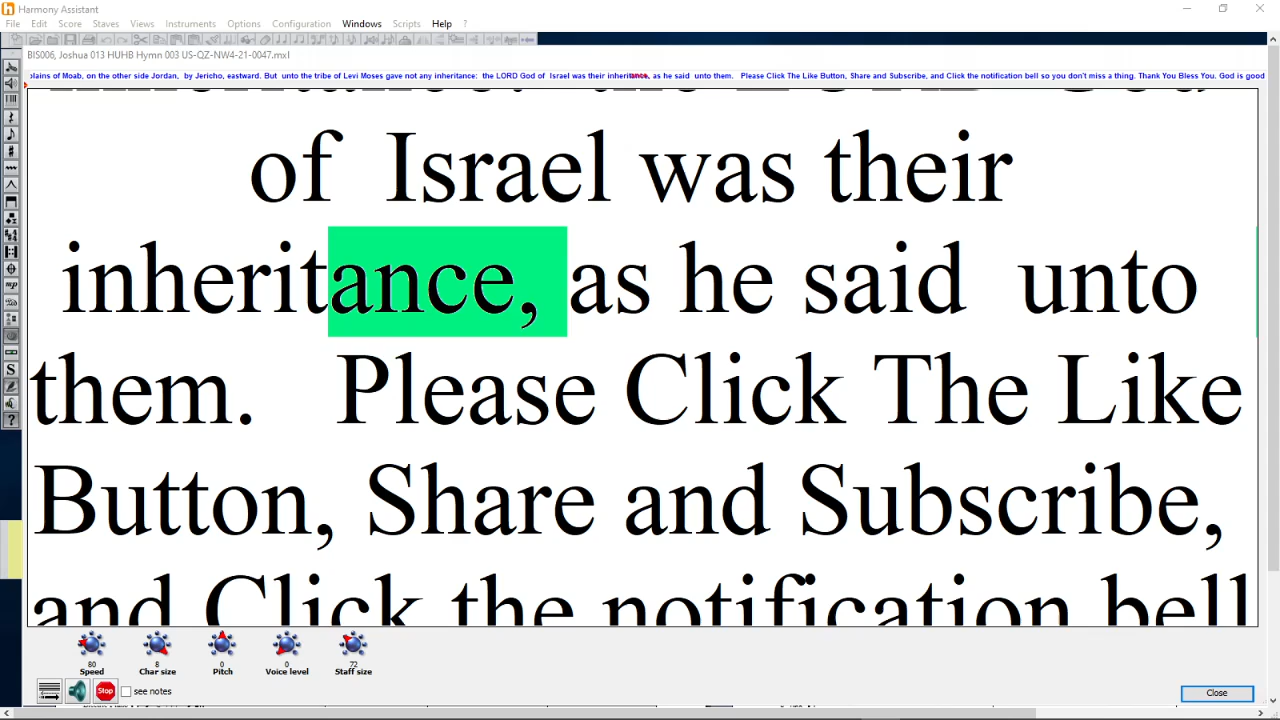 Harmony Assistant
File Edit Score Staves Views Instruments Options Configuration Windows Scripts Help ?
BIS006, Joshua 013 HUHB Hymn 003 US-QZ-NW4-21-0047.mxl
plains of Moab, on the other side Jordan, by Jericho, eastward. But unto the tribe of Levi Moses gave not any inheritance: the LORD God of Israel was their inheritance, as he said unto them. Please Click The Like Button, Share and Subscribe, and Click the notification bell so you don't miss a thing. Thank You Bless You. God is good
of Israel was their
inheritance, as he said unto
them. Please Click The Like
Button, Share and Subscribe,
and Click the notification bell
80 8 0 0 72
Speed Char size Pitch Voice level Staff size
Stop see notes Close